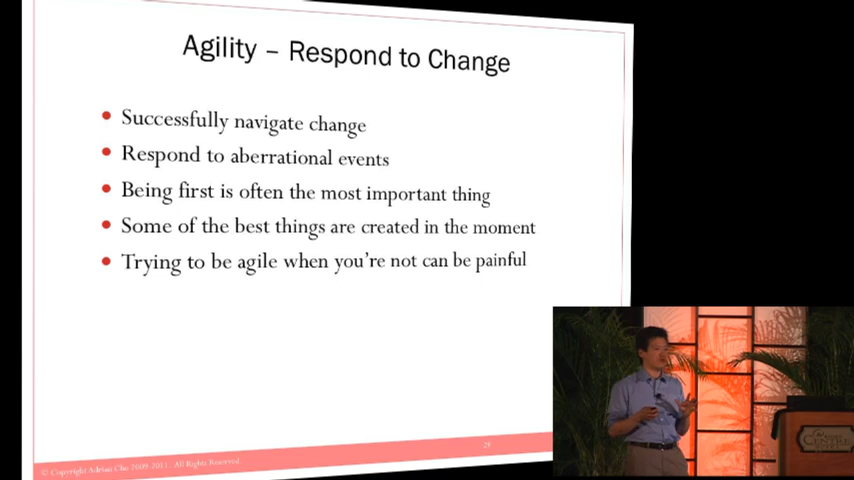 Agility – Respond to Change
• Successfully navigate change
• Respond to aberrational events
• Being first is often the most important thing
• Some of the best things are created in the moment
• Trying to be agile when you're not can be painful
28
© Copyright Adrian Cho 2009-2011. All Rights Reserved
CENTRE